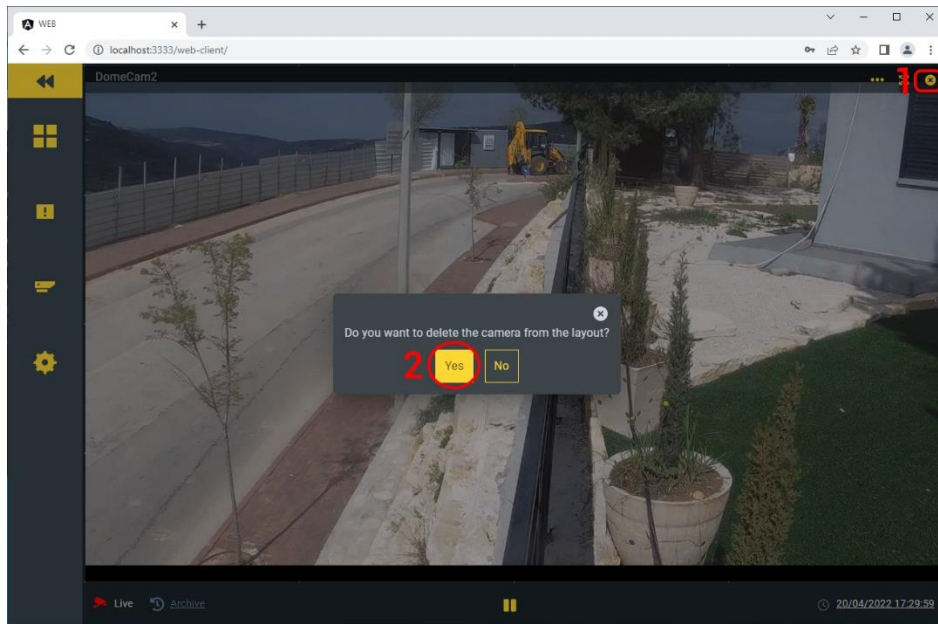 WEB
localhost:3333/web-client/
DomeCam2
1
Do you want to delete the camera from the layout?
2
Yes
No
Live
Archive
20/04/2022 17:29:59